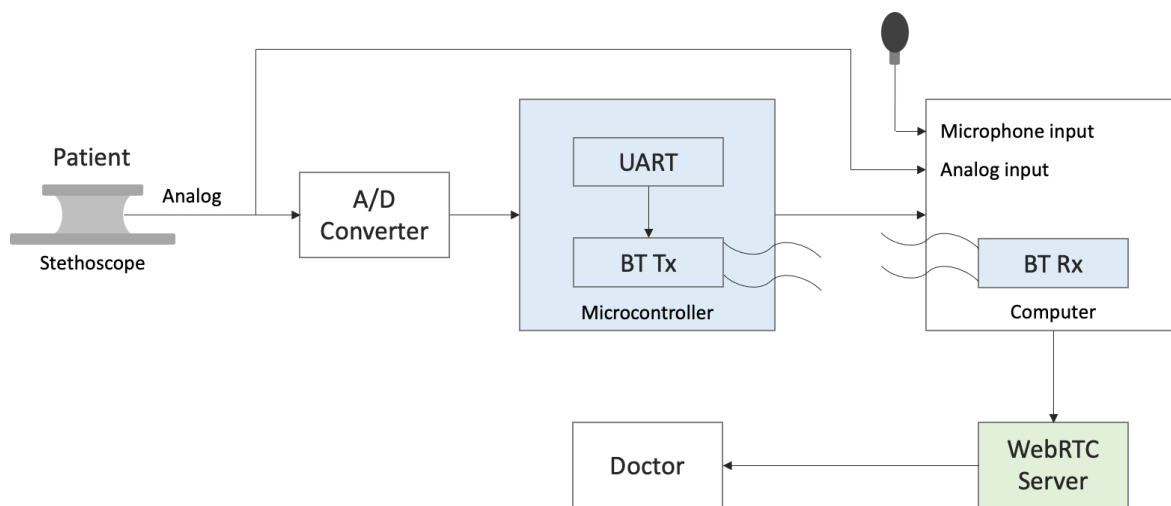 Patient
Analog
Stethoscope
A/D
Converter
UART
BT Tx
Microcontroller
Microphone input
Analog input
BT Rx
Computer
WebRTC
Server
Doctor